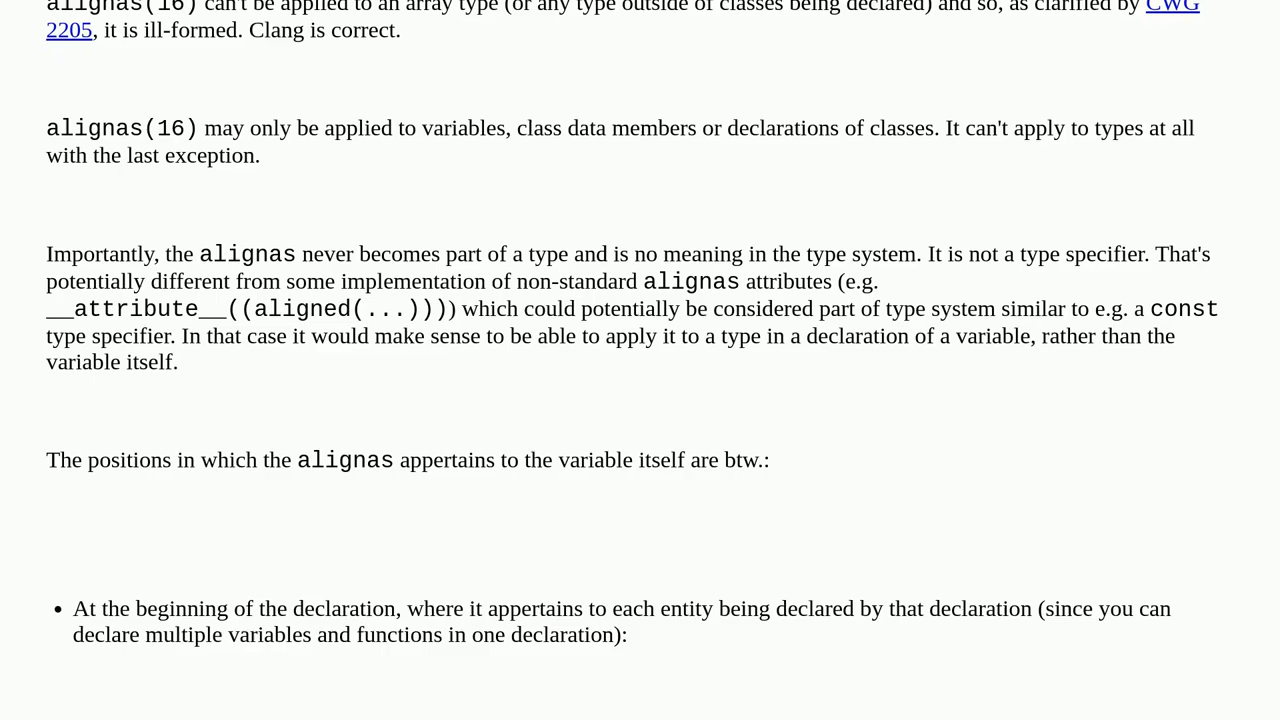 alignas(16) can't be applied to an array type (or any type outside of classes being declared) and so, as clarified by CWG
2205, it is ill-formed. Clang is correct.
alignas(16) may only be applied to variables, class data members or declarations of classes. It can't apply to types at all
with the last exception.
Importantly, the alignas never becomes part of a type and is no meaning in the type system. It is not a type specifier. That's
potentially different from some implementation of non-standard alignas attributes (e.g.
__attribute__((aligned(...)))) which could potentially be considered part of type system similar to e.g. a const
type specifier. In that case it would make sense to be able to apply it to a type in a declaration of a variable, rather than the
variable itself.
The positions in which the alignas appertains to the variable itself are btw.:
• At the beginning of the declaration, where it appertains to each entity being declared by that declaration (since you can
declare multiple variables and functions in one declaration):